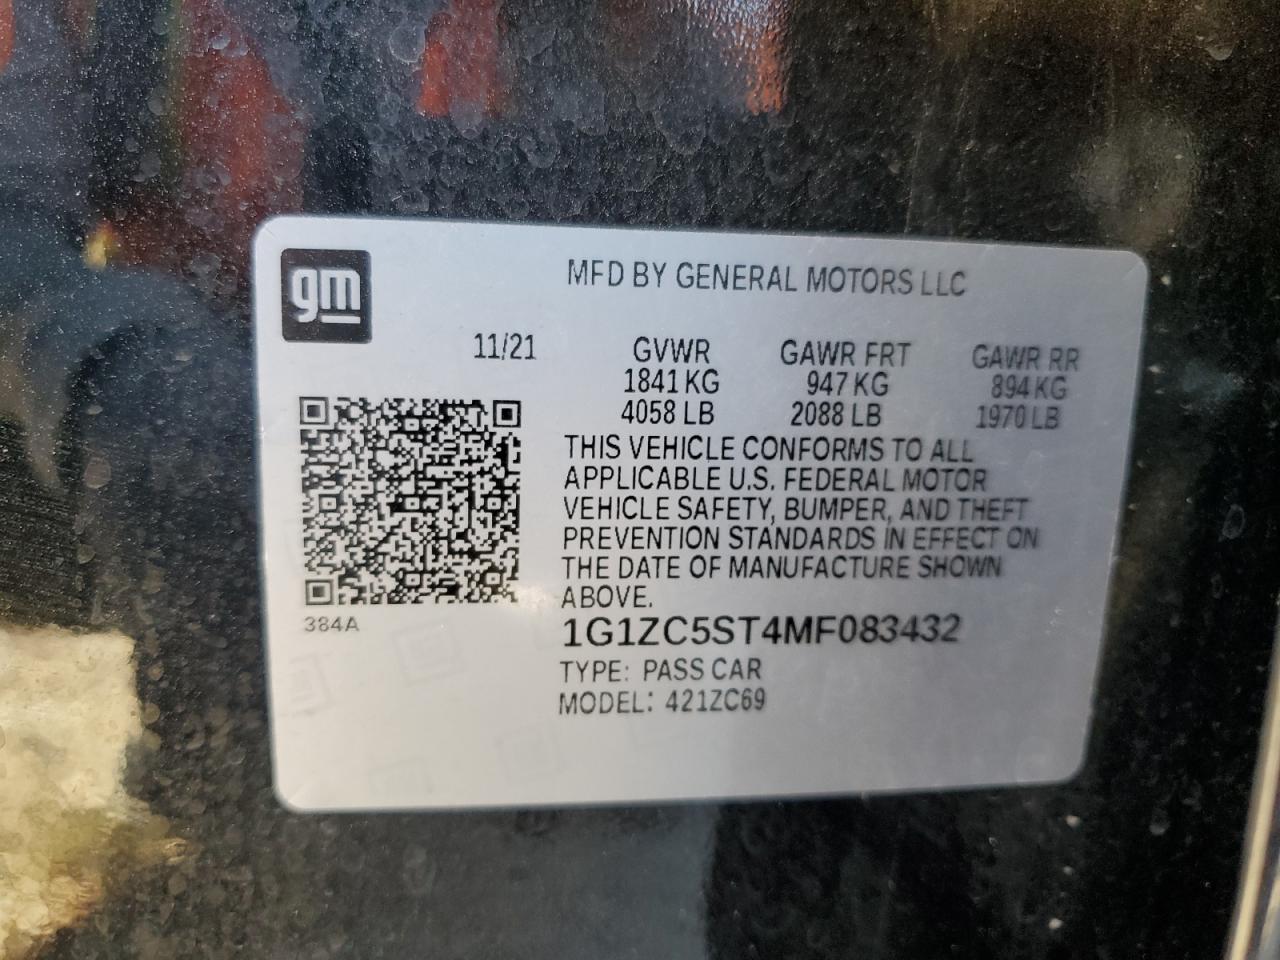 gm
MFD BY GENERAL MOTORS LLC
11/21 GVWR GAWR FRT GAWR RR
1841 KG 947 KG 894 KG
4058 LB 2088 LB 1970 LB
THIS VEHICLE CONFORMS TO ALL
APPLICABLE U.S. FEDERAL MOTOR
VEHICLE SAFETY, BUMPER, AND THEFT
PREVENTION STANDARDS IN EFFECT ON
THE DATE OF MANUFACTURE SHOWN
ABOVE.
384A
1G1ZC5ST4MF083432
TYPE: PASS CAR
MODEL: 421ZC69